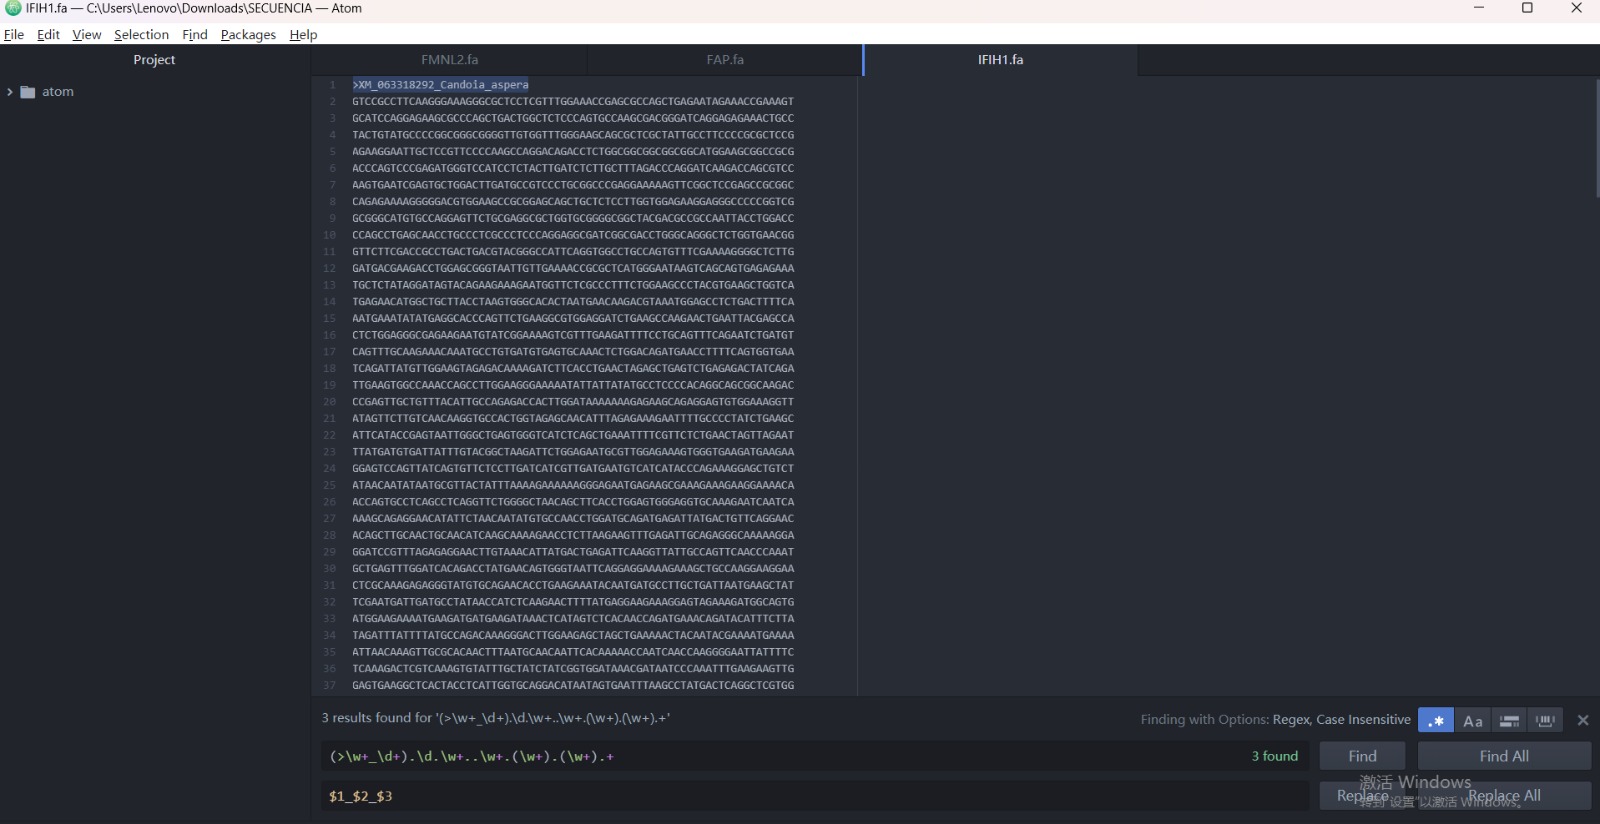 IFIH1.fa — C:\Users\Lenovo\Downloads\SECUENCIA — Atom
File Edit View Selection Find Packages Help
Project
FMNL2.fa
FAP.fa
IFIH1.fa
atom
1 >XM_063318292_Candoia_aspera
2 GTCCGCCTTCAAGGGAAAGGGCGCTCCTCGTTTGGAAACCGAGCGCCAGCTGAGAATAGAAACCGAAAGT
3 GCATCCAGGAGAAGCGCCCAGCTGACTGGCTCTCCCAGTGCCAAGCGACGGGATCAGGAGAGAAACTGCC
4 TACTGTATGCCCCGGCGGGCGGGGTTGTGGTTTGGGAAGCAGCGCTCGCTATTGCCTTCCCCGCGCTCCG
5 AGAAGGAATTGCTCCGTTCCCCAAGCCAGGACAGACCTCTGGCGGCGGCGGCGGCATGGAAGCGGCCGCG
6 ACCCAGTCCCGAGATGGGTCCATCCTCTACTTGATCTCTTGCTTTAGACCCAGGATCAAGACCAGCGTCC
7 AAGTGAATCGAGTGCTGGACTTGATGCCGTCCCTGCGGCCCGAGGAAAAAGTTCGGCTCCGAGCCGCGGC
8 CAGAGAAAAGGGGGACGTGGAAGCCGCGGAGCAGCTGCTCTCCTTGGTGGAGAAGGAGGGCCCCCGGTCG
9 GCGGGCATGTGCCAGGAGTTCTGCGAGGCGCTGGTGCGGGGCGGCTACGACGCCGCCAATTACCTGGACC
10 CCAGCCTGAGCAACCTGCCCTCGCCCTCCCAGGAGGCGATCGGCGACCTGGGCAGGGCTCTGGTGAACGG
11 GTTCTTCGACCGCCTGACTGACGTACGGGCCATTCAGGTGGCCTGCCAGTGTTTCGAAAAGGGGCTCTTG
12 GATGACGAAGACCTGGAGCGGGTAATTGTTGAAAACCGCGCTCATGGGAATAAGTCAGCAGTGAGAGAAA
13 TGCTCTATAGGATAGTACAGAAGAAAGAATGGTTCTCGCCCTTTCTGGAAGCCCTACGTGAAGCTGGTCA
14 TGAGAACATGGCTGCTTACCTAAGTGGGCACACTAATGAACAAGACGTAAATGGAGCCTCTGACTTTTCA
15 AATGAAATATATGAGGCACCCAGTTCTGAAGGCGTGGAGGATCTGAAGCCAAGAACTGAATTACGAGCCA
16 CTCTGGAGGGCGAGAAGAATGTATCGGAAAAGTCGTTTGAAGATTTTCCTGCAGTTTCAGAATCTGATGT
17 CAGTTTGCAAGAAACAAATGCCTGTGATGTGAGTGCAAACTCTGGACAGATGAACCTTTTCAGTGGTGAA
18 TCAGATTATGTTGGAAGTAGAGACAAAAGATCTTCACCTGAACTAGAGCTGAGTCTGAGAGACTATCAGA
19 TTGAAGTGGCCAAACCAGCCTTGGAAGGGAAAAATATTATTATATGCCTCCCCACAGGCAGCGGCAAGAC
20 CCGAGTTGCTGTTTACATTGCCAGAGACCACTTGGATAAAAAAAGAGAAGCAGAGGAGTGTGGAAAGGTT
21 ATAGTTCTTGTCAACAAGGTGCCACTGGTAGAGCAACATTTAGAGAAAGAATTTTGCCCCTATCTGAAGC
22 ATTCATACCGAGTAATTGGGCTGAGTGGGTCATCTCAGCTGAAATTTTCGTTCTCTGAACTAGTTAGAAT
23 TTATGATGTGATTATTTGTACGGCTAAGATTCTGGAGAATGCGTTGGAGAAAGTGGGTGAAGATGAAGAA
24 GGAGTCCAGTTATCAGTGTTCTCCTTGATCATCGTTGATGAATGTCATCATACCCAGAAAGGAGCTGTCT
25 ATAACAATATAATGCGTTACTATTTAAAAGAAAAAAGGGAGAATGAGAAGCGAAAGAAAGAAGGAAAACA
26 ACCAGTGCCTCAGCCTCAGGTTCTGGGGCTAACAGCTTCACCTGGAGTGGGAGGTGCAAAGAATCAATCA
27 AAAGCAGAGGAACATATTCTAACAATATGTGCCAACCTGGATGCAGATGAGATTATGACTGTTCAGGAAC
28 ACAGCTTGCAACTGCAACATCAAGCAAAAGAACCTCTTAAGAAGTTTGAGATTGCAGAGGGCAAAAAGGA
29 GGATCCGTTTAGAGAGGAACTTGTAAACATTATGACTGAGATTCAAGGTTATTGCCAGTTCAACCCAAAT
30 GCTGAGTTTGGATCACAGACCTATGAACAGTGGGTAATTCAGGAGGAAAAGAAAGCTGCCAAGGAAGGAA
31 CTCGCAAAGAGAGGGTATGTGCAGAACACCTGAAGAAATACAATGATGCCTTGCTGATTAATGAAGCTAT
32 TCGAATGATTGATGCCTATAACCATCTCAAGAACTTTTATGAGGAAGAAAGGAGTAGAAAGATGGCAGTG
33 ATGGAAGAAAATGAAGATGATGAAGATAAACTCATAGTCTCACAACCAGATGAAACAGATACATTTCTTA
34 TAGATTTATTTTATGCCAGACAAAGGGACTTGGAAGAGCTAGCTGAAAAACTACAATACGAAAATGAAAA
35 ATTAACAAAGTTGCGCACAACTTTAATGCAACAATTCACAAAAACCAATCAACCAAGGGGAATTATTTTC
36 TCAAAGACTCGTCAAAGTGTATTTGCTATCTATCGGTGGATAAACGATAATCCCAAATTTGAAGAAGTTG
37 GAGTGAAGGCTCACTACCTCATTGGTGCAGGACATAATAGTGAATTTAAGCCTATGACTCAGGCTCGTGG
3 results found for '(>\w+_\d+).\d.\w+..\w+.(\w+).(\w+).+'
Finding with Options: Regex, Case Insensitive
.* Aa
(>\w+_\d+).\d.\w+..\w+.(\w+).(\w+).+
3 found
Find
Find All
$1_$2_$3
Replace
Replace All
激活 Windows
转到"设置"以激活 Windows。